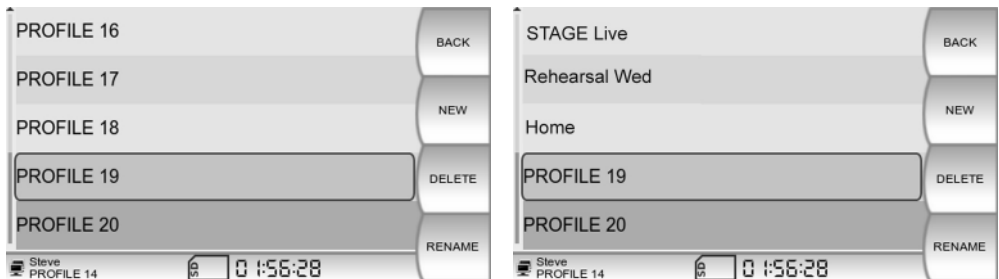 PROFILE 16
PROFILE 17
PROFILE 18
PROFILE 19
PROFILE 20
BACK
NEW
DELETE
RENAME
Steve
PROFILE 14
SD 01:56:28
STAGE Live
Rehearsal Wed
Home
PROFILE 19
PROFILE 20
BACK
NEW
DELETE
RENAME
Steve
PROFILE 14
SD 01:56:28